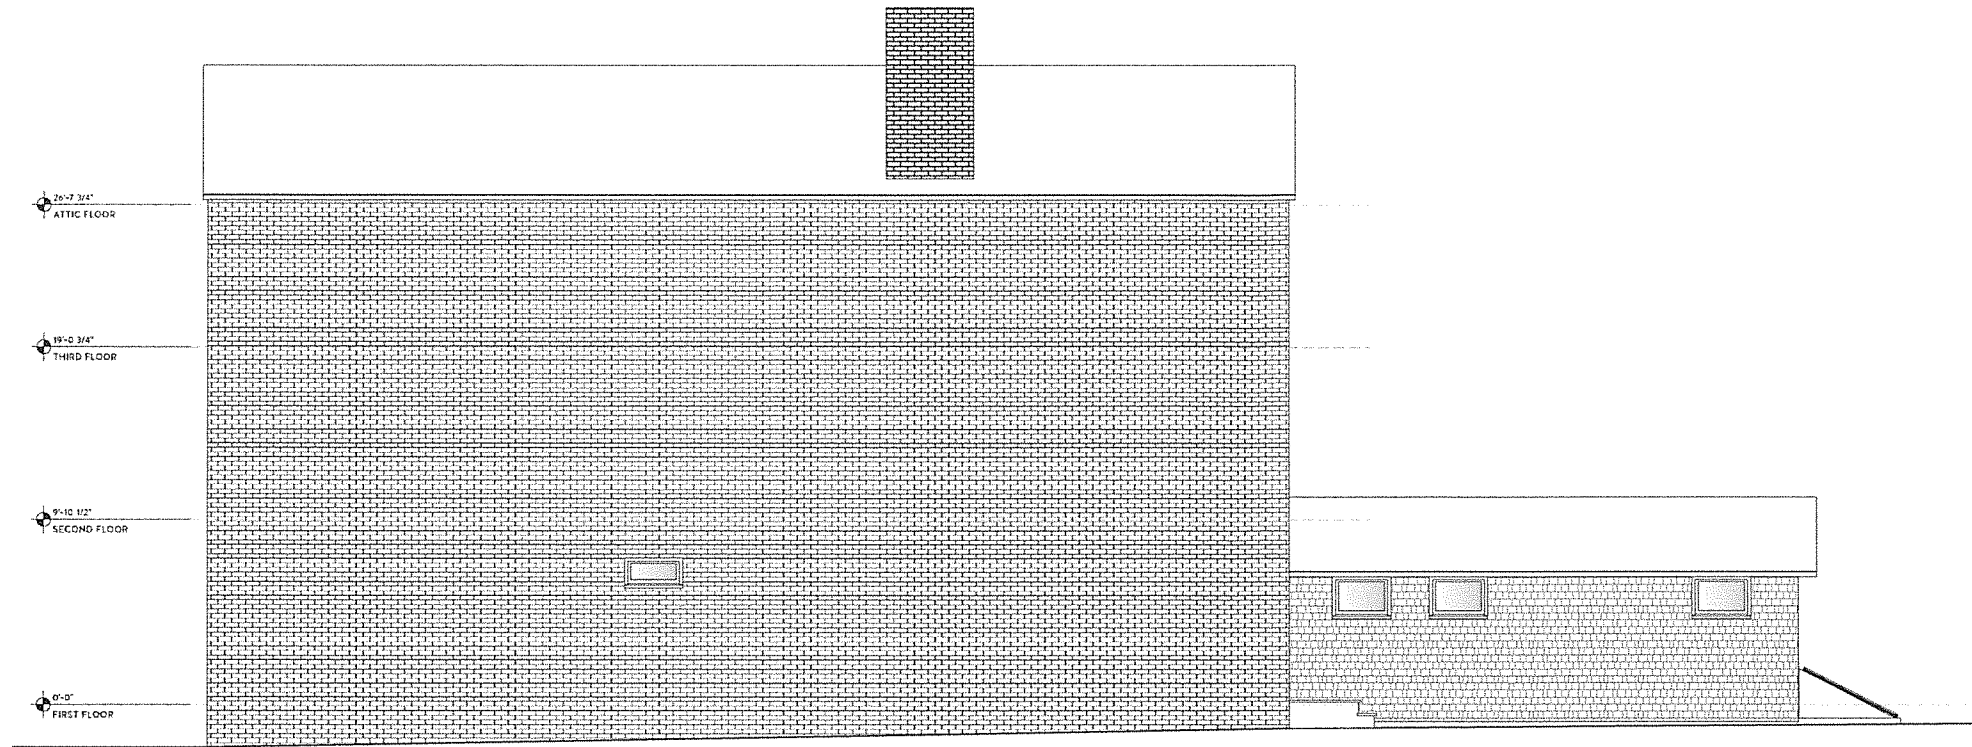 26'-7 3/4"
ATTIC FLOOR
19'-0 3/4"
THIRD FLOOR
9'-10 1/2"
SECOND FLOOR
0'-0"
FIRST FLOOR